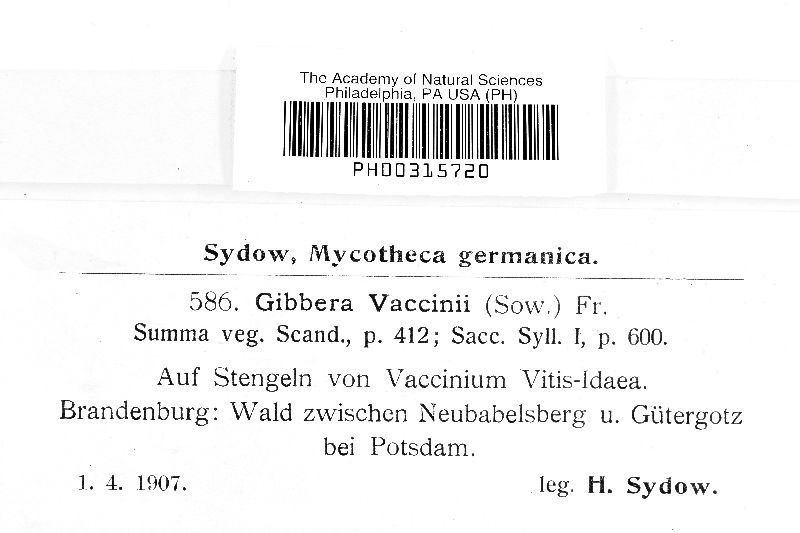 The Academy of Natural Sciences
Philadelphia, PA USA (PH)
PH00315720
Sydow, Mycotheca germanica.
586. Gibbera Vaccinii (Sow.) Fr.
Summa veg. Scand., p. 412; Sacc. Syll. I, p. 600.
Auf Stengeln von Vaccinium Vitis-Idaea.
Brandenburg: Wald zwischen Neubabelsberg u. Gütergotz
bei Potsdam.
1. 4. 1907. leg. H. Sydow.